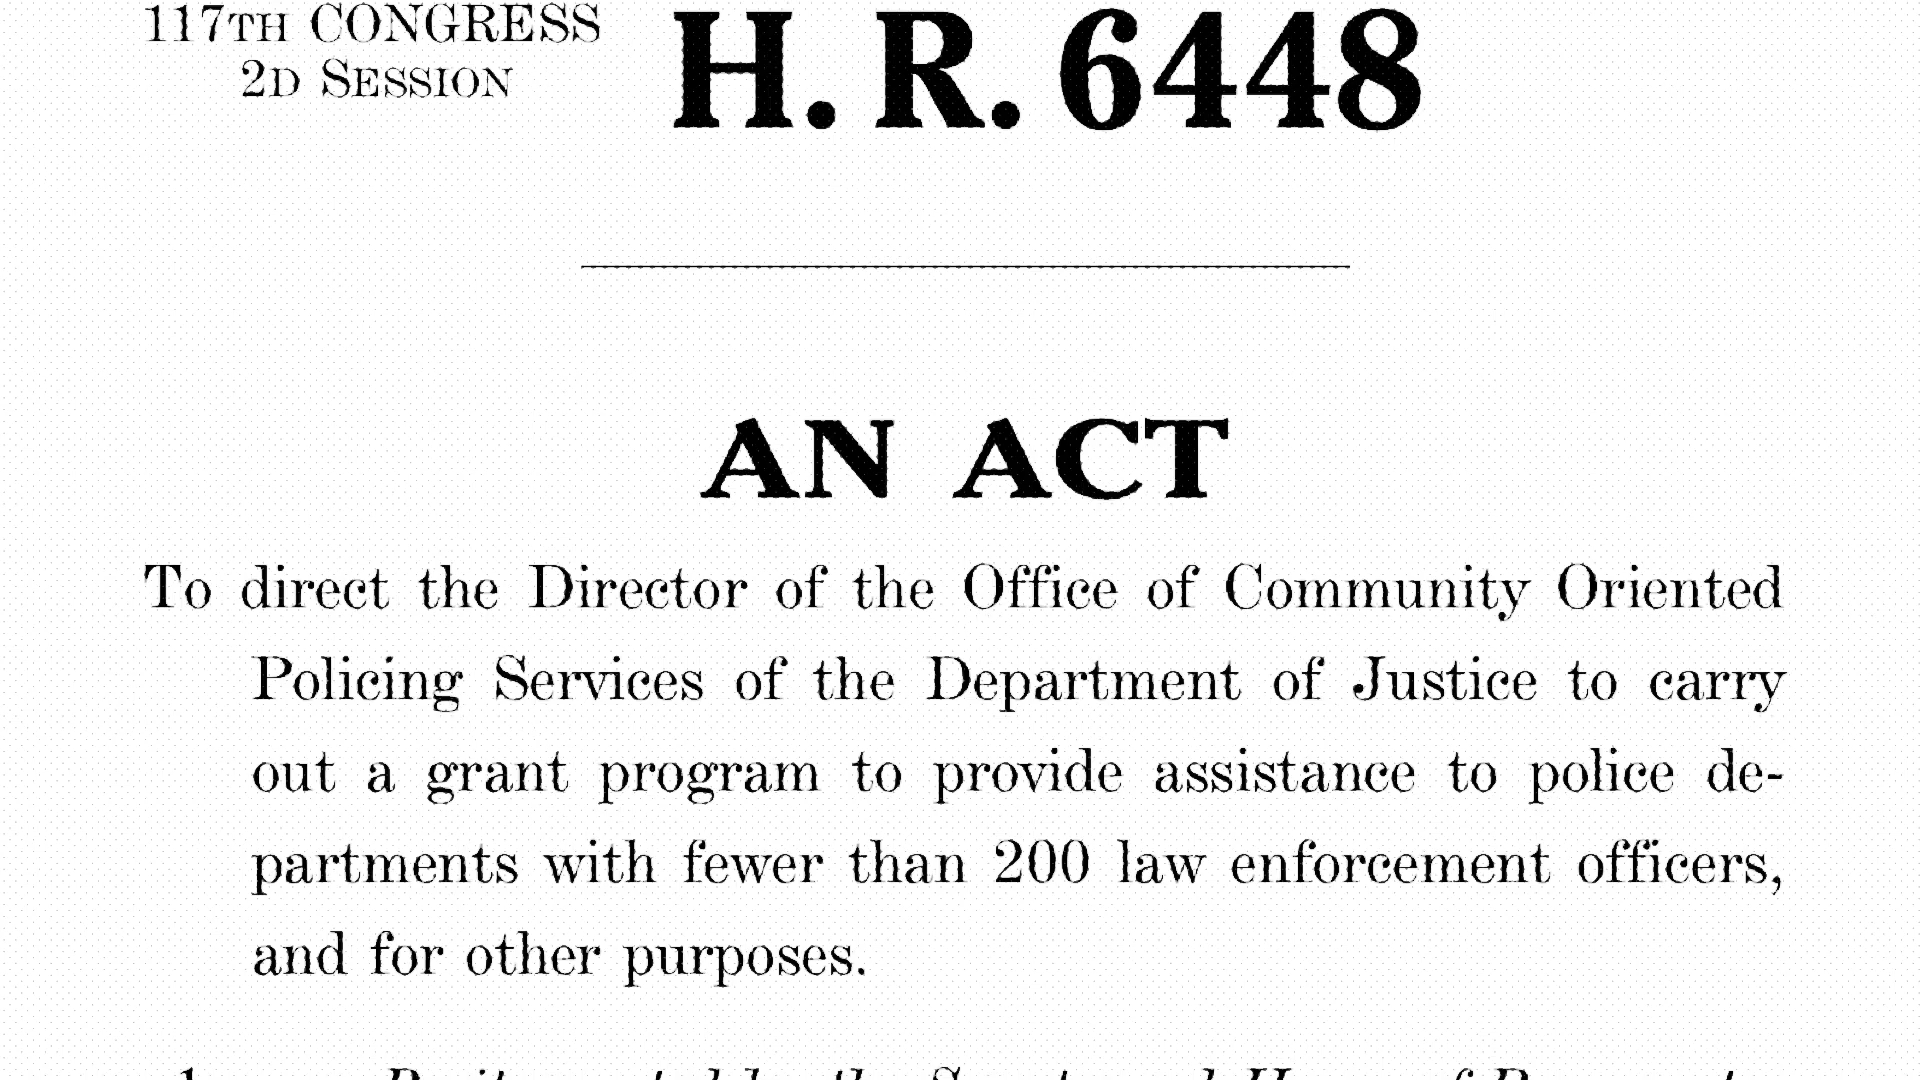 117TH CONGRESS
2D SESSION
H. R. 6448
AN ACT
To direct the Director of the Office of Community Oriented
Policing Services of the Department of Justice to carry
out a grant program to provide assistance to police de-
partments with fewer than 200 law enforcement officers,
and for other purposes.